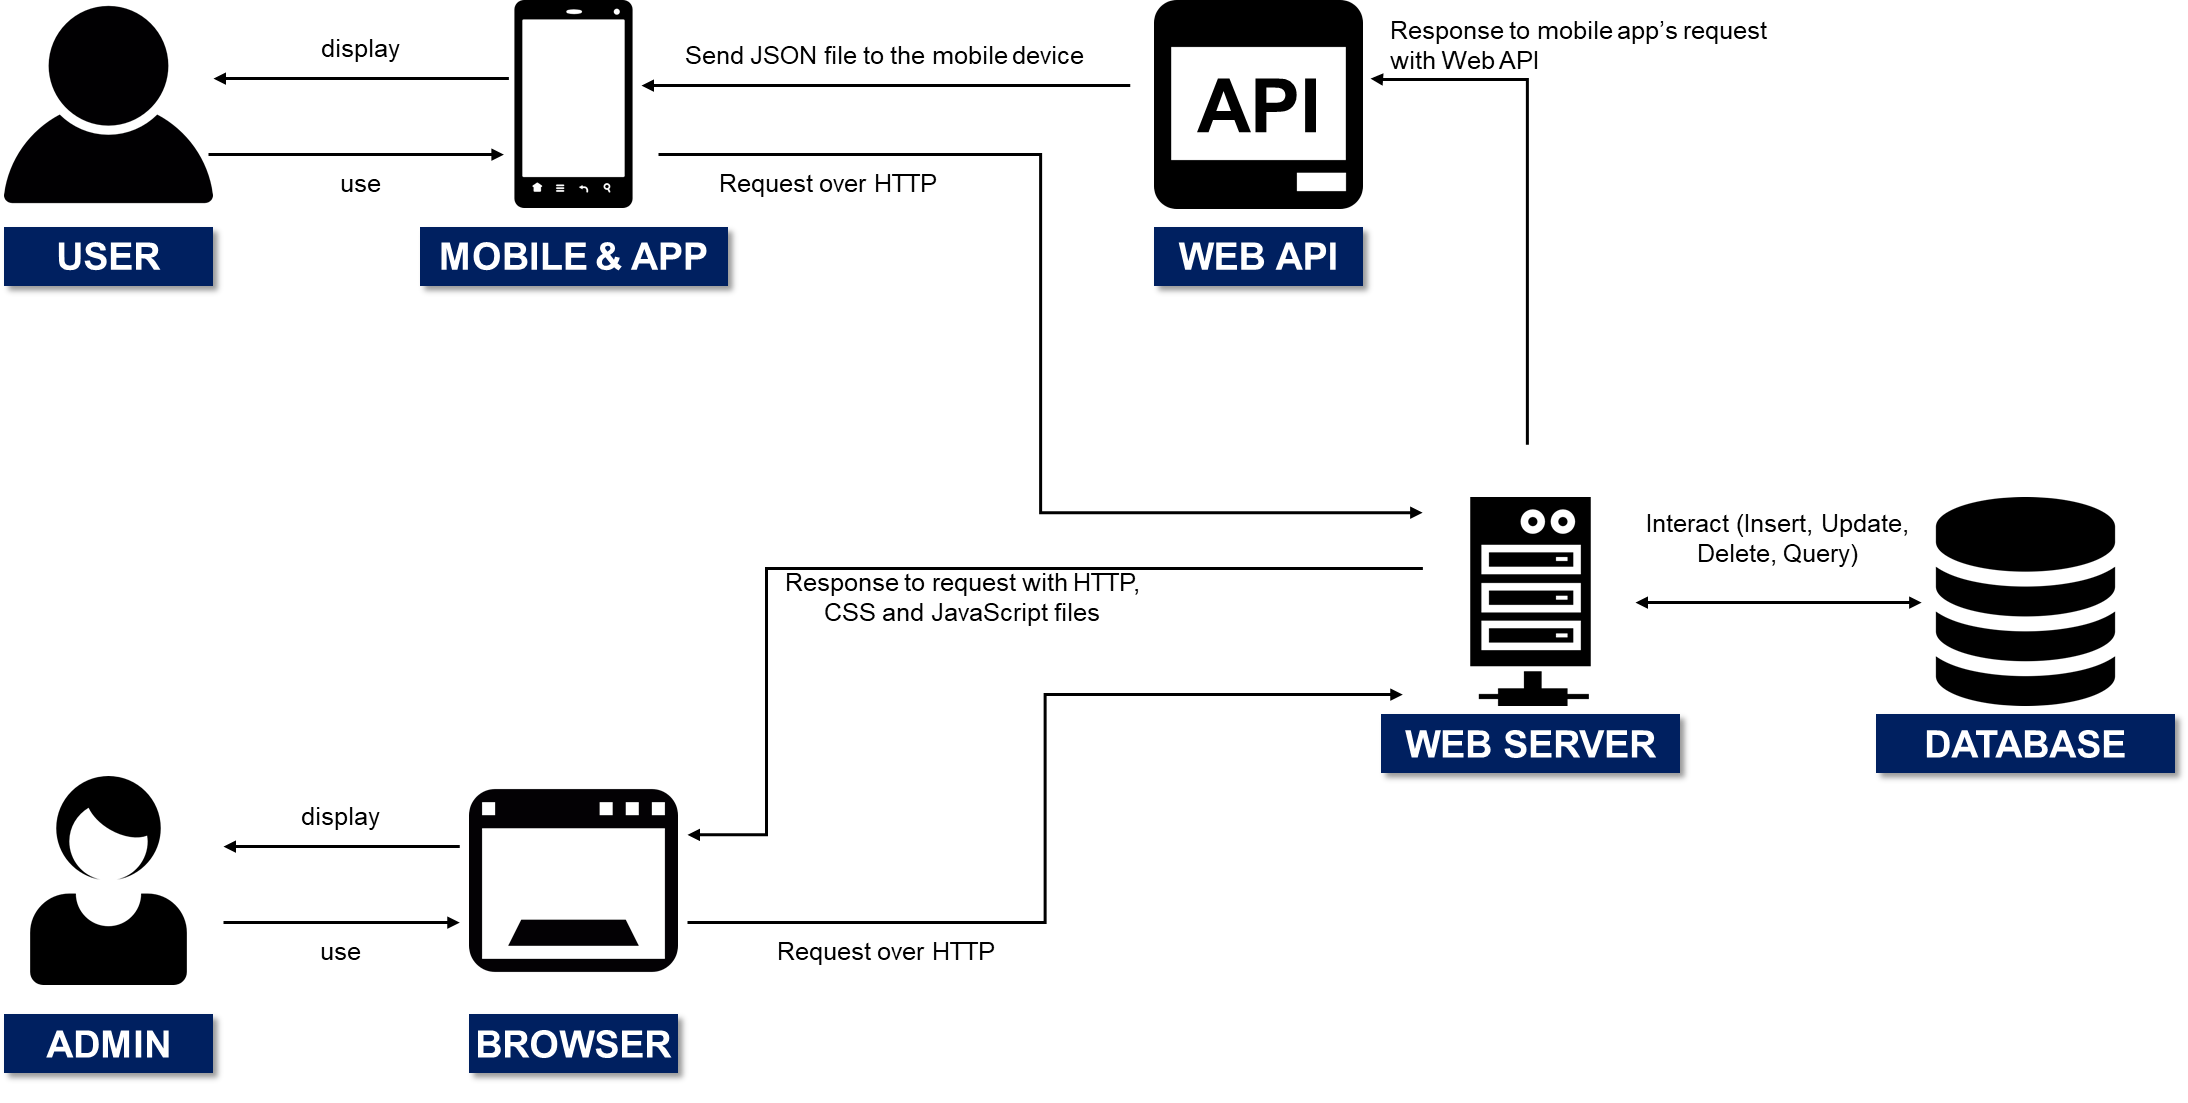 display
Send JSON file to the mobile device
Response to mobile app's request
with Web API
API
use
Request over HTTP
USER
MOBILE & APP
WEB API
Interact (Insert, Update,
Delete, Query)
Response to request with HTTP,
CSS and JavaScript files
WEB SERVER
DATABASE
display
use
Request over HTTP
ADMIN
BROWSER